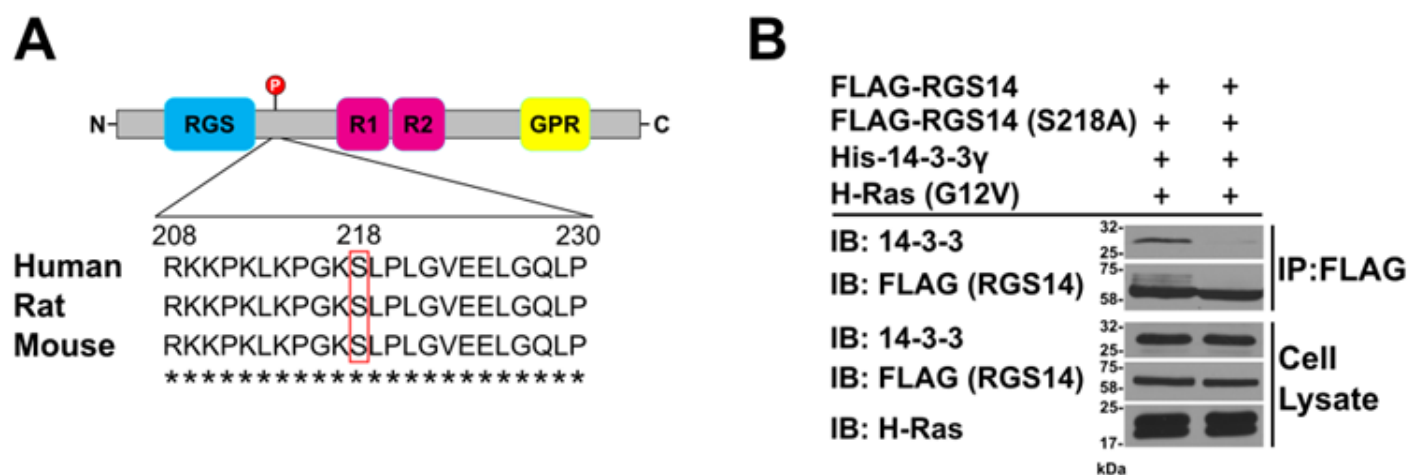 A
P
N- RGS R1 R2 GPR -C
208 218 230
Human RKKPKLKPGKSLPLGVEELGQLP
Rat RKKPKLKPGKSLPLGVEELGQLP
Mouse RKKPKLKPGKSLPLGVEELGQLP
***********************
B
FLAG-RGS14 + +
FLAG-RGS14 (S218A) + +
His-14-3-3γ + +
H-Ras (G12V) + +
IB: 14-3-3 32- 25-
IB: FLAG (RGS14) 75- 58-
IP:FLAG
IB: 14-3-3 32- 25-
IB: FLAG (RGS14) 75- 58-
IB: H-Ras 25- 17-
Cell
Lysate
kDa